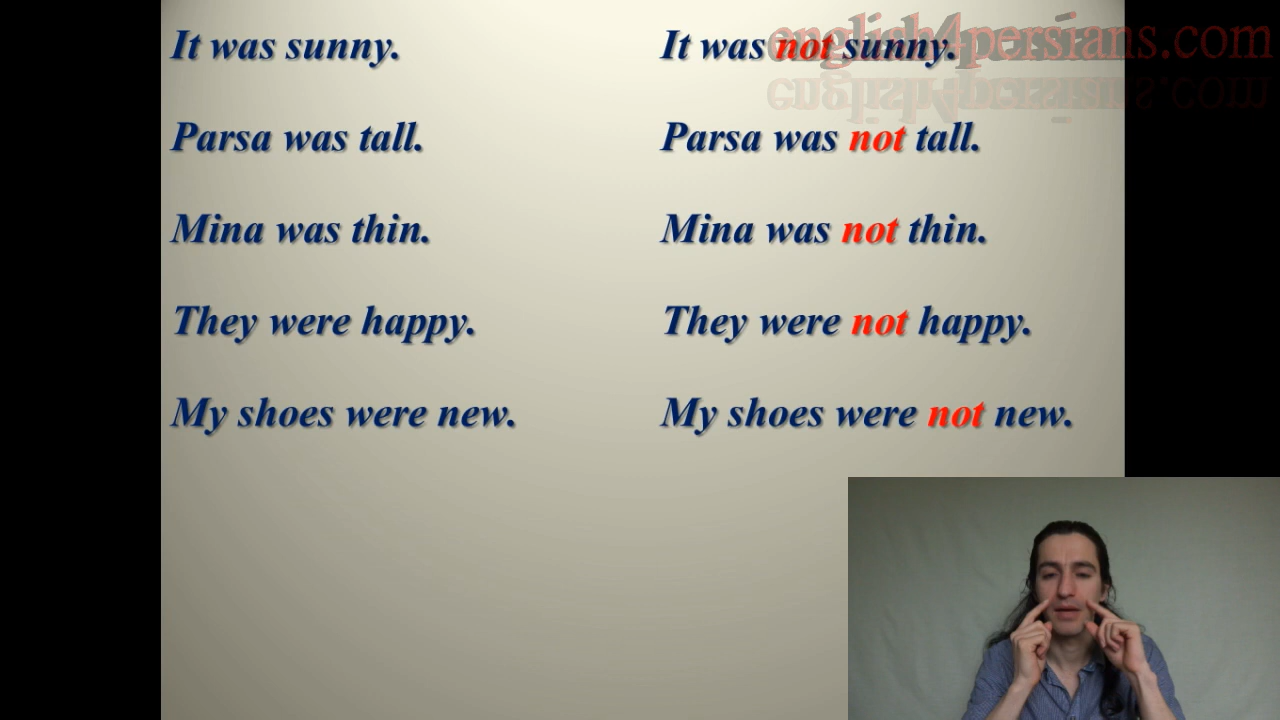 english4persians.com
It was sunny. It was not sunny.
Parsa was tall. Parsa was not tall.
Mina was thin. Mina was not thin.
They were happy. They were not happy.
My shoes were new. My shoes were not new.